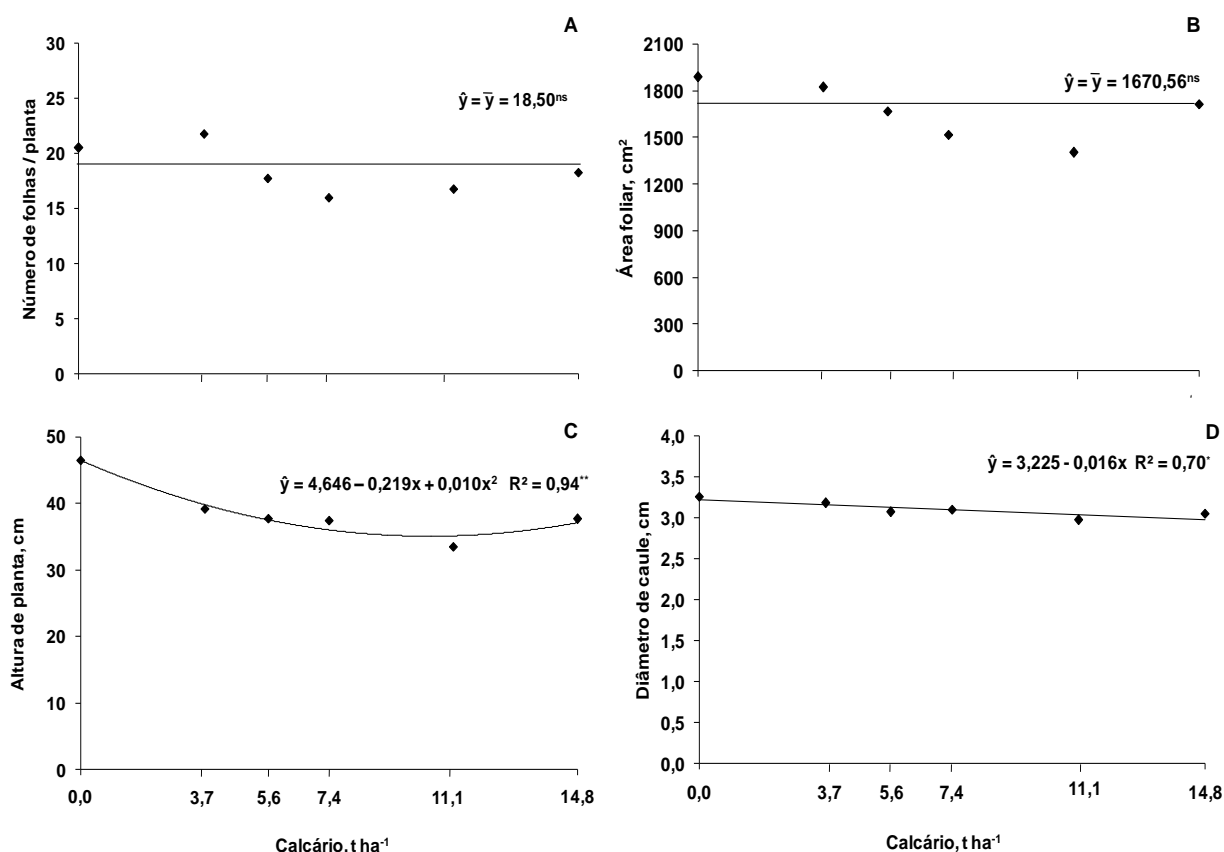 A
Número de folhas / planta
30
25
20
15
10
5
0
ŷ = ȳ = 18,50ⁿˢ
B
Área foliar, cm²
2100
1800
1500
1200
900
600
300
0
ŷ = ȳ = 1670,56ⁿˢ
C
Altura de planta, cm
50
40
30
20
10
0
ŷ = 4,646 – 0,219x + 0,010x² R² = 0,94**
0,0 3,7 5,6 7,4 11,1 14,8
Calcário, t ha⁻¹
D
Diâmetro de caule, cm
4,0
3,5
3,0
2,5
2,0
1,5
1,0
0,5
0,0
ŷ = 3,225 - 0,016x R² = 0,70*
0,0 3,7 5,6 7,4 11,1 14,8
Calcário, t ha⁻¹